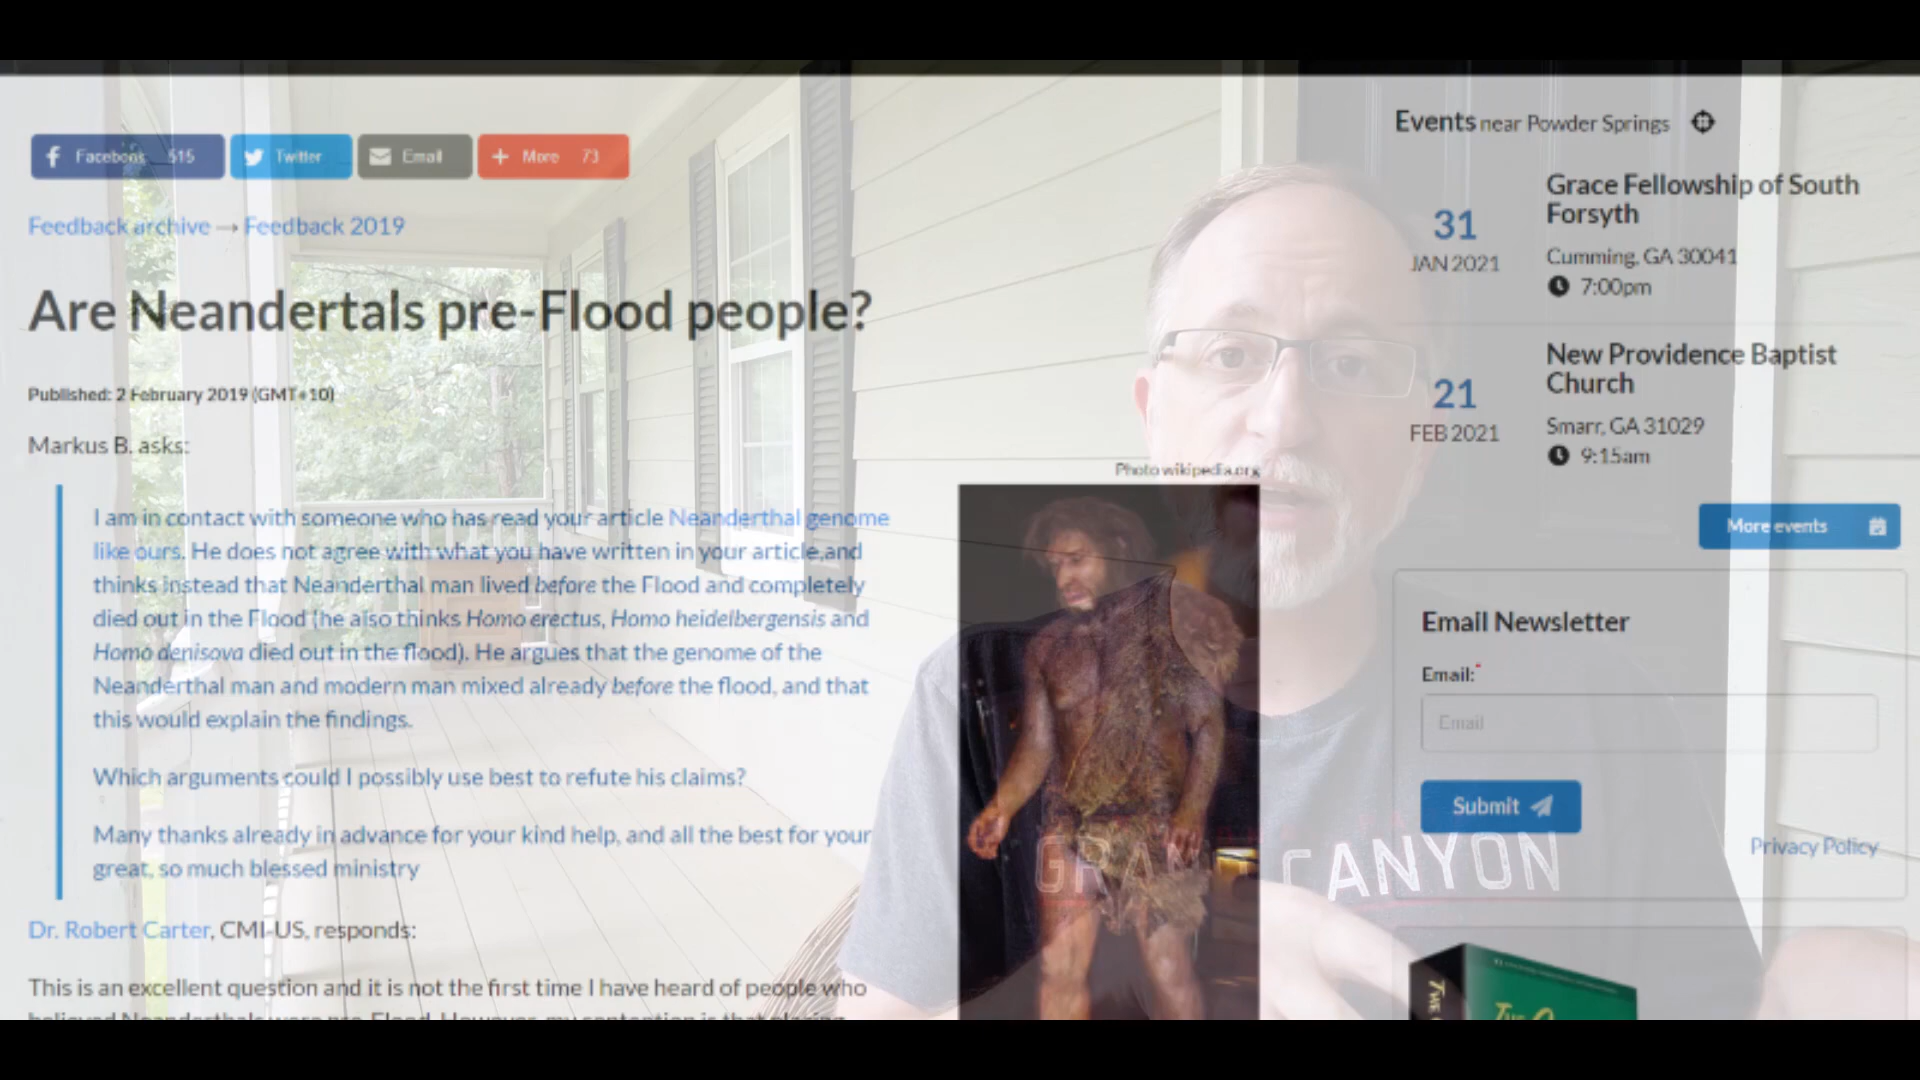 Facebook 515 Twitter Email More 73
Feedback archive → Feedback 2019
Are Neandertals pre-Flood people?
Published: 2 February 2019 (GMT+10)
Markus B. asks:
I am in contact with someone who has read your article Neanderthal genome
like ours. He does not agree with what you have written in your article,and
thinks instead that Neanderthal man lived before the Flood and completely
died out in the Flood (he also thinks Homo erectus, Homo heidelbergensis and
Homo denisova died out in the flood). He argues that the genome of the
Neanderthal man and modern man mixed already before the flood, and that
this would explain the findings.
Which arguments could I possibly use best to refute his claims?
Many thanks already in advance for your kind help, and all the best for your
great, so much blessed ministry
Dr. Robert Carter, CMI-US, responds:
This is an excellent question and it is not the first time I have heard of people who
Photo wikipedia.org
GRAND CANYON
Events near Powder Springs
31
JAN 2021
Grace Fellowship of South
Forsyth
Cumming, GA 30041
7:00pm
21
FEB 2021
New Providence Baptist
Church
Smarr, GA 31029
9:15am
More events
Email Newsletter
Email:*
Email
Submit
Privacy Policy
THE